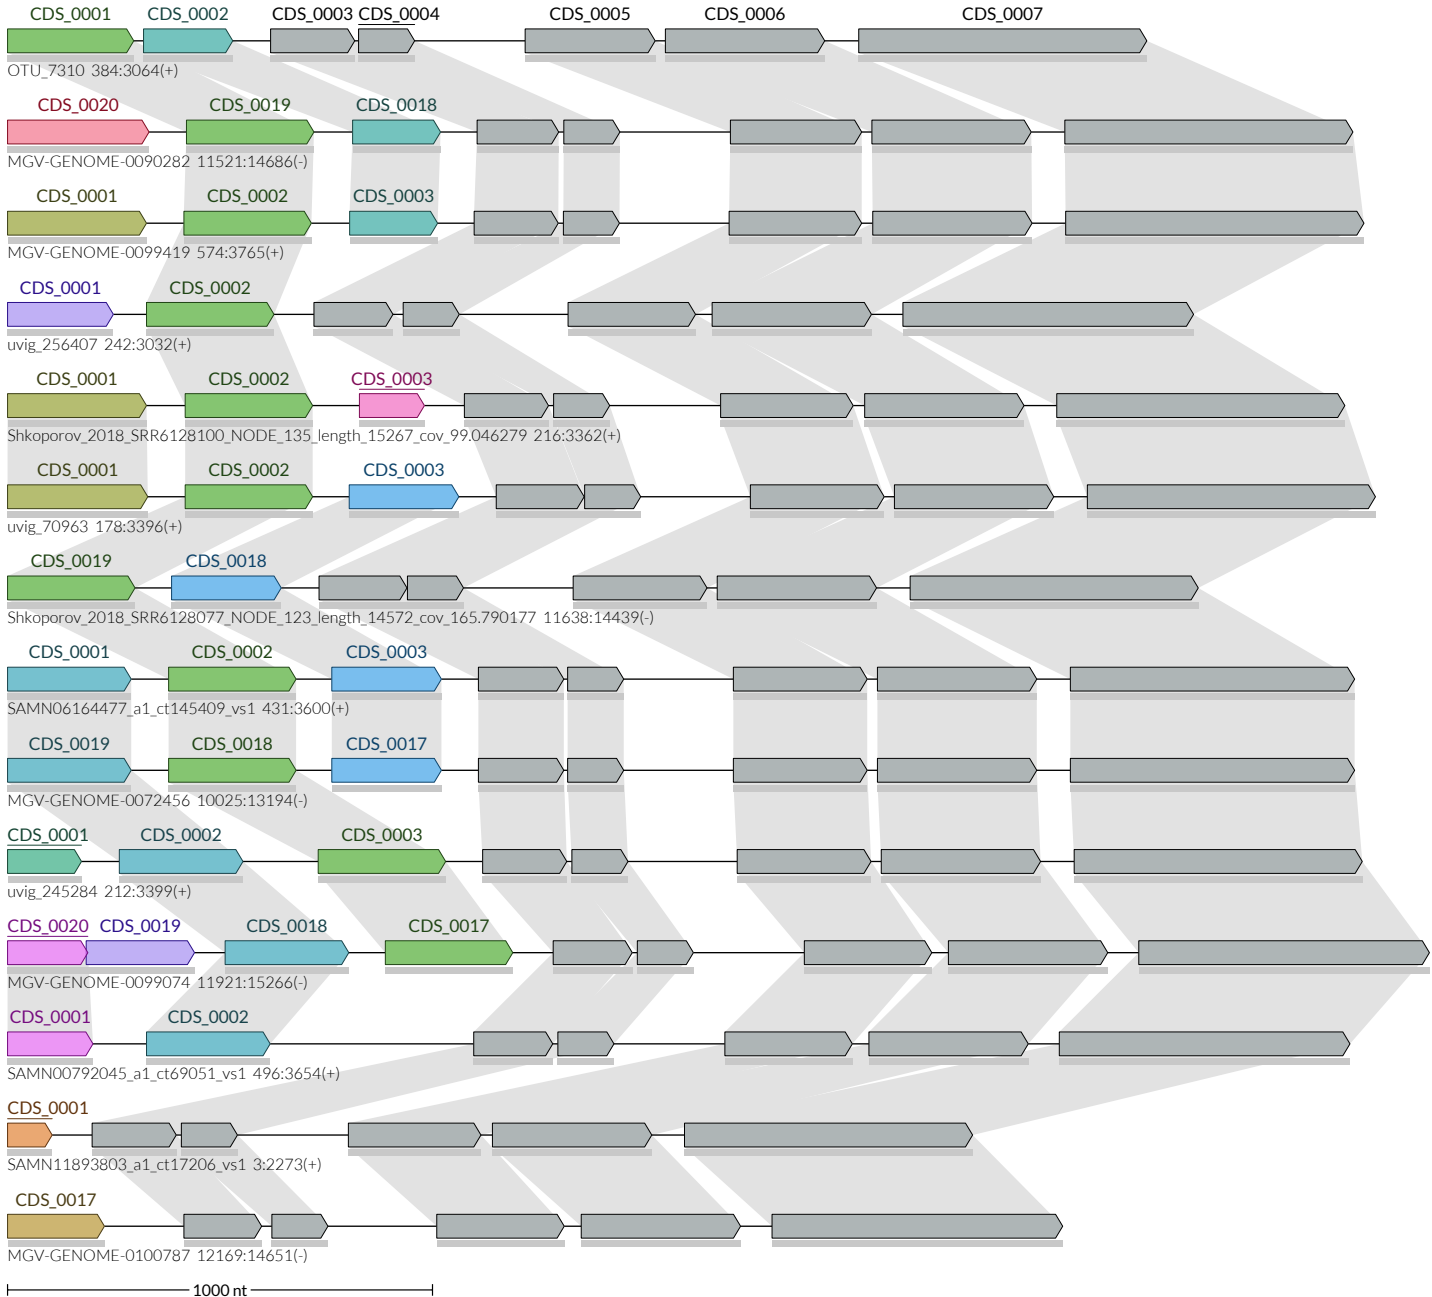 CDS_0001 CDS_0002 CDS_0003 CDS_0004 CDS_0005 CDS_0006 CDS_0007
OTU_7310 384:3064(+)
CDS_0020 CDS_0019 CDS_0018
MGV-GENOME-0090282 11521:14686(-)
CDS_0001 CDS_0002 CDS_0003
MGV-GENOME-0099419 574:3765(+)
CDS_0001 CDS_0002
uvig_256407 242:3032(+)
CDS_0001 CDS_0002 CDS_0003
Shkoporov_2018_SRR6128100_NODE_135_length_15267_cov_99.046279 216:3362(+)
CDS_0001 CDS_0002 CDS_0003
uvig_70963 178:3396(+)
CDS_0019 CDS_0018
Shkoporov_2018_SRR6128077_NODE_123_length_14572_cov_165.790177 11638:14439(-)
CDS_0001 CDS_0002 CDS_0003
SAMN06164477_a1_ct145409_vs1 431:3600(+)
CDS_0019 CDS_0018 CDS_0017
MGV-GENOME-0072456 10025:13194(-)
CDS_0001 CDS_0002 CDS_0003
uvig_245284 212:3399(+)
CDS_0020 CDS_0019 CDS_0018 CDS_0017
MGV-GENOME-0099074 11921:15266(-)
CDS_0001 CDS_0002
SAMN00792045_a1_ct69051_vs1 496:3654(+)
CDS_0001
SAMN11893803_a1_ct17206_vs1 3:2273(+)
CDS_0017
MGV-GENOME-0100787 12169:14651(-)
1000 nt